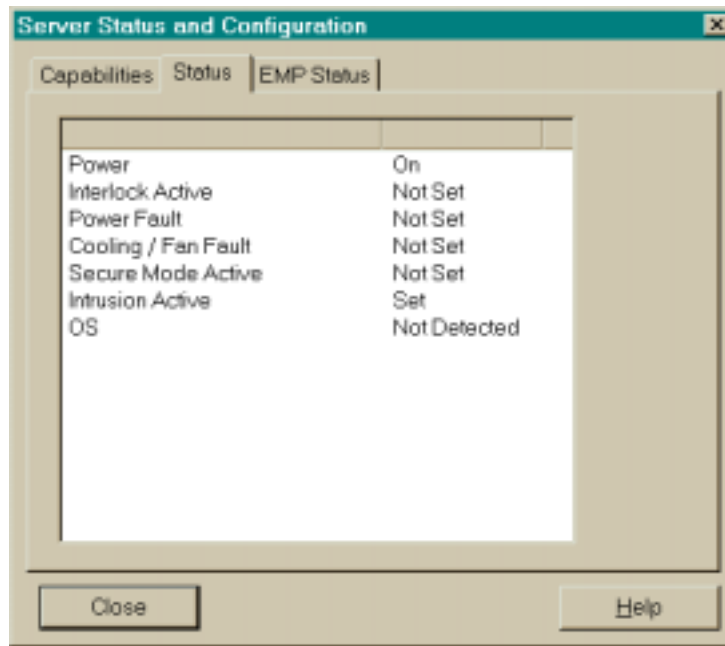 Server Status and Configuration
Capabilities Status EMP Status
Power On
Interlock Active Not Set
Power Fault Not Set
Cooling / Fan Fault Not Set
Secure Mode Active Not Set
Intrusion Active Set
OS Not Detected
Close Help